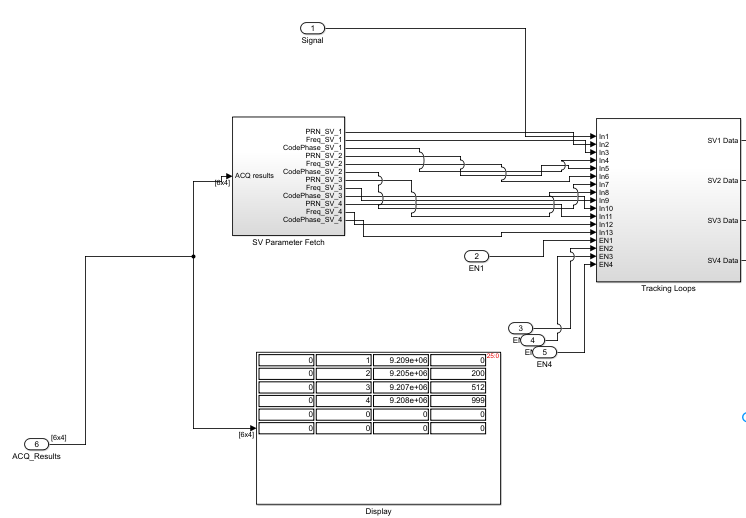 1
Signal
ACQ results
[6x4]
PRN_SV_1
Freq_SV_1
CodePhase_SV_1
PRN_SV_2
Freq_SV_2
CodePhase_SV_2
PRN_SV_3
Freq_SV_3
CodePhase_SV_3
PRN_SV_4
Freq_SV_4
CodePhase_SV_4
SV Parameter Fetch
In1
In2
In3
In4
In5
In6
In7
In8
In9
In10
In11
In12
In13
EN1
EN2
EN3
EN4
SV1 Data
SV2 Data
SV3 Data
SV4 Data
Tracking Loops
2
EN1
3
4
5
EN4
25:0
0 1 9.209e+06 0
0 2 9.205e+06 200
0 3 9.207e+06 512
0 4 9.208e+06 999
0 0 0 0
0 0 0 0
[6x4]
Display
6
[6x4]
ACQ_Results